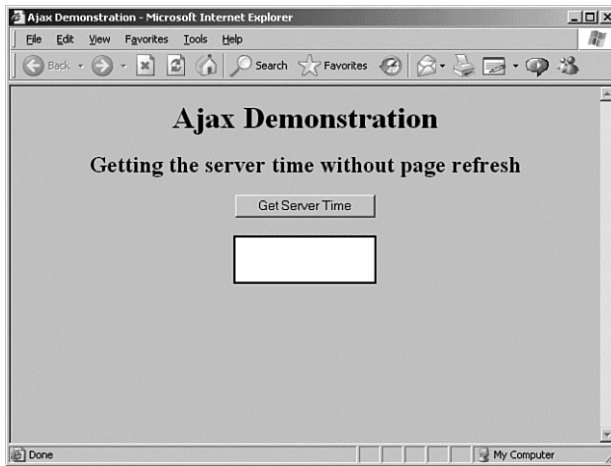 Ajax Demonstration - Microsoft Internet Explorer
File Edit View Favorites Tools Help
Back Search Favorites
Ajax Demonstration
Getting the server time without page refresh
Get Server Time
Done My Computer